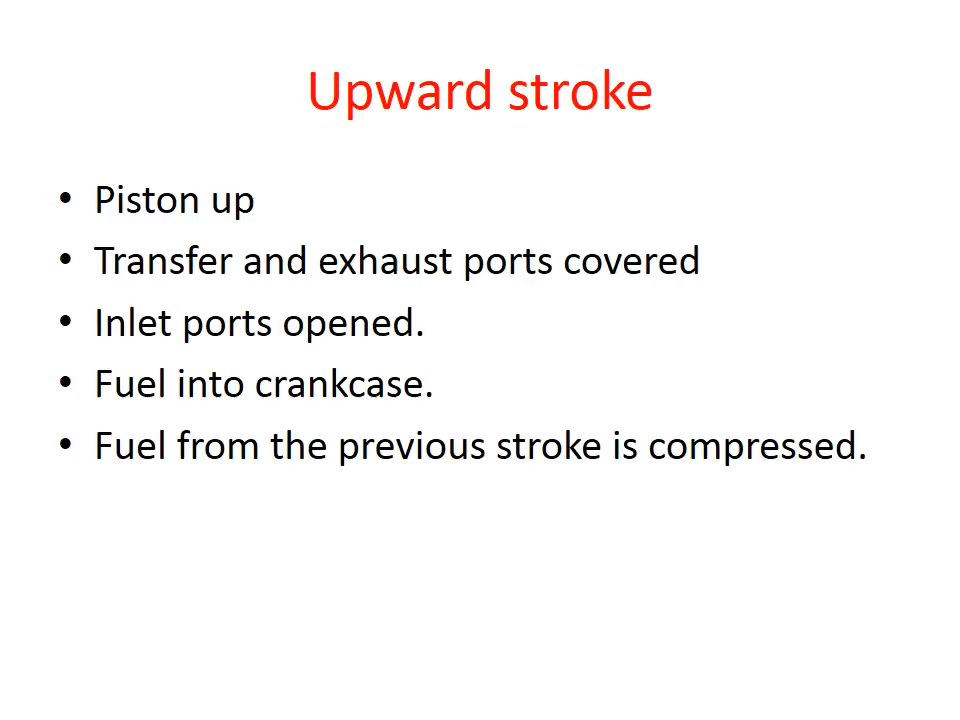 Upward stroke
• Piston up
• Transfer and exhaust ports covered
• Inlet ports opened.
• Fuel into crankcase.
• Fuel from the previous stroke is compressed.